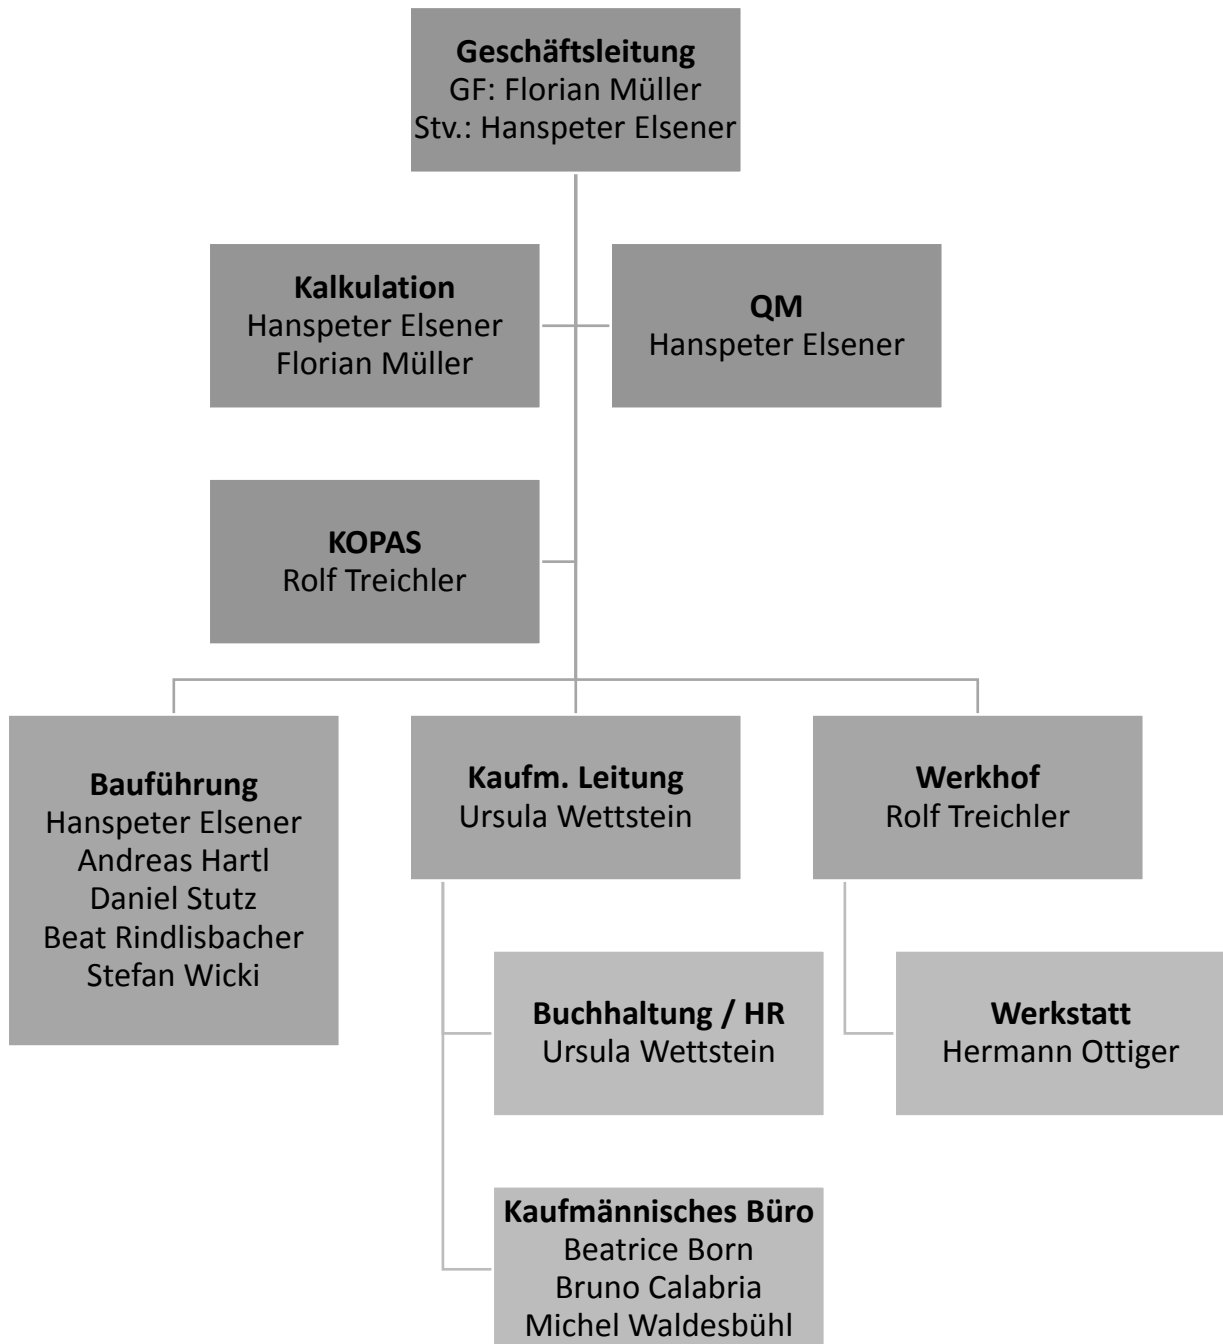 Geschäftsleitung
GF: Florian Müller
Stv.: Hanspeter Elsener
Kalkulation
Hanspeter Elsener
Florian Müller
QM
Hanspeter Elsener
KOPAS
Rolf Treichler
Bauführung
Hanspeter Elsener
Andreas Hartl
Daniel Stutz
Beat Rindlisbacher
Stefan Wicki
Kaufm. Leitung
Ursula Wettstein
Werkhof
Rolf Treichler
Buchhaltung / HR
Ursula Wettstein
Werkstatt
Hermann Ottiger
Kaufmännisches Büro
Beatrice Born
Bruno Calabria
Michel Waldesbühl